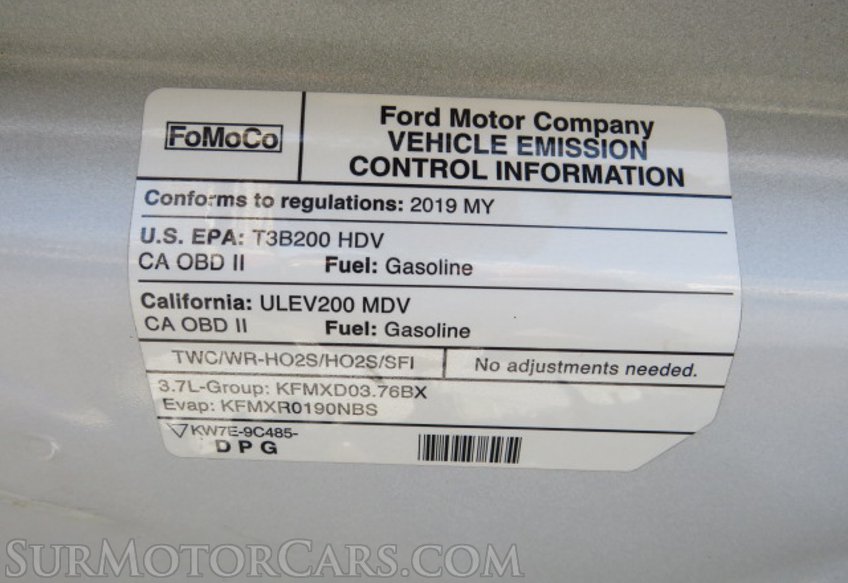 FoMoCo
Ford Motor Company
VEHICLE EMISSION
CONTROL INFORMATION
Conforms to regulations: 2019 MY
U.S. EPA: T3B200 HDV
CA OBD II Fuel: Gasoline
California: ULEV200 MDV
CA OBD II Fuel: Gasoline
TWC/WR-HO2S/HO2S/SFI No adjustments needed.
3.7L-Group: KFMXD03.76BX
Evap: KFMXR0190NBS
KW7E-9C485-
DPG
SURMOTORCARS.COM